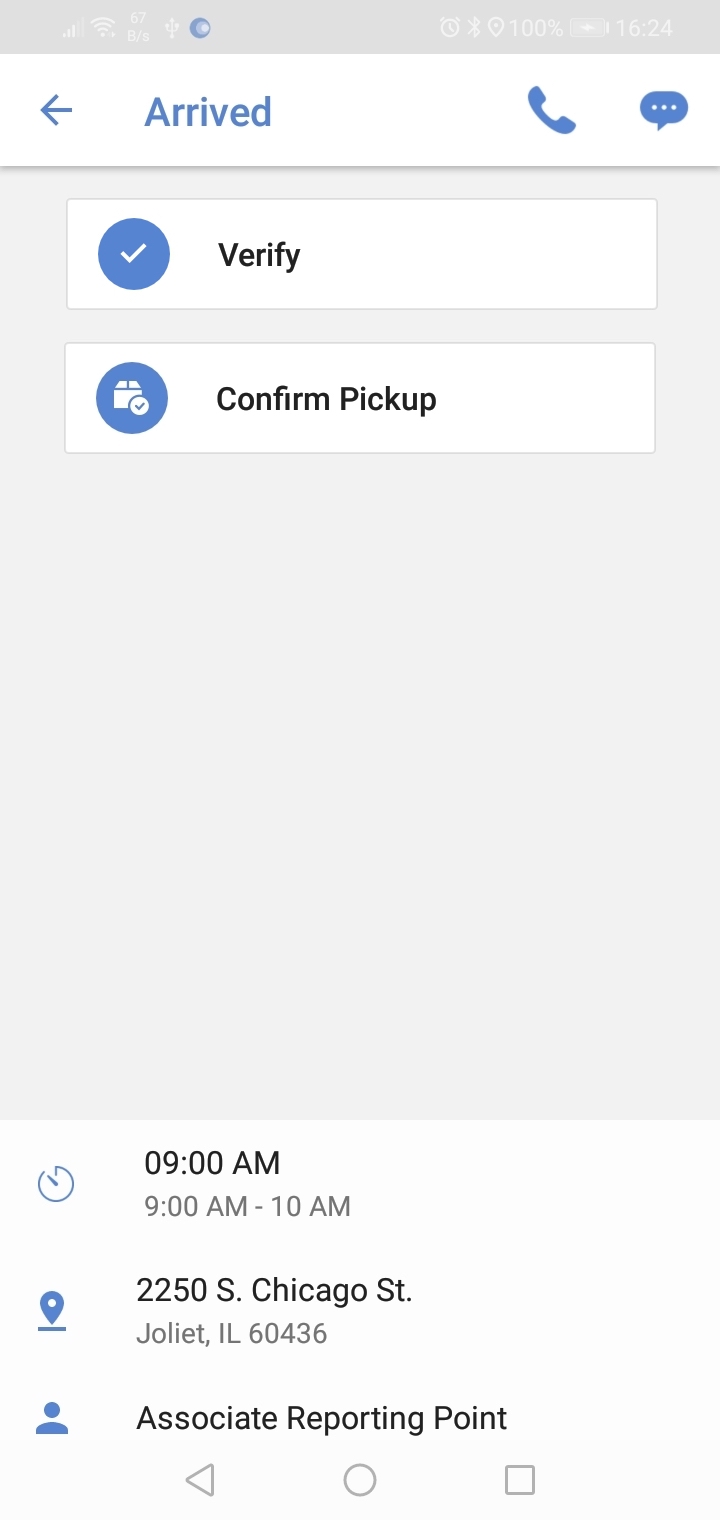 67
B/s
100%
16:24
Arrived
Verify
Confirm Pickup
09:00 AM
9:00 AM - 10 AM
2250 S. Chicago St.
Joliet, IL 60436
Associate Reporting Point